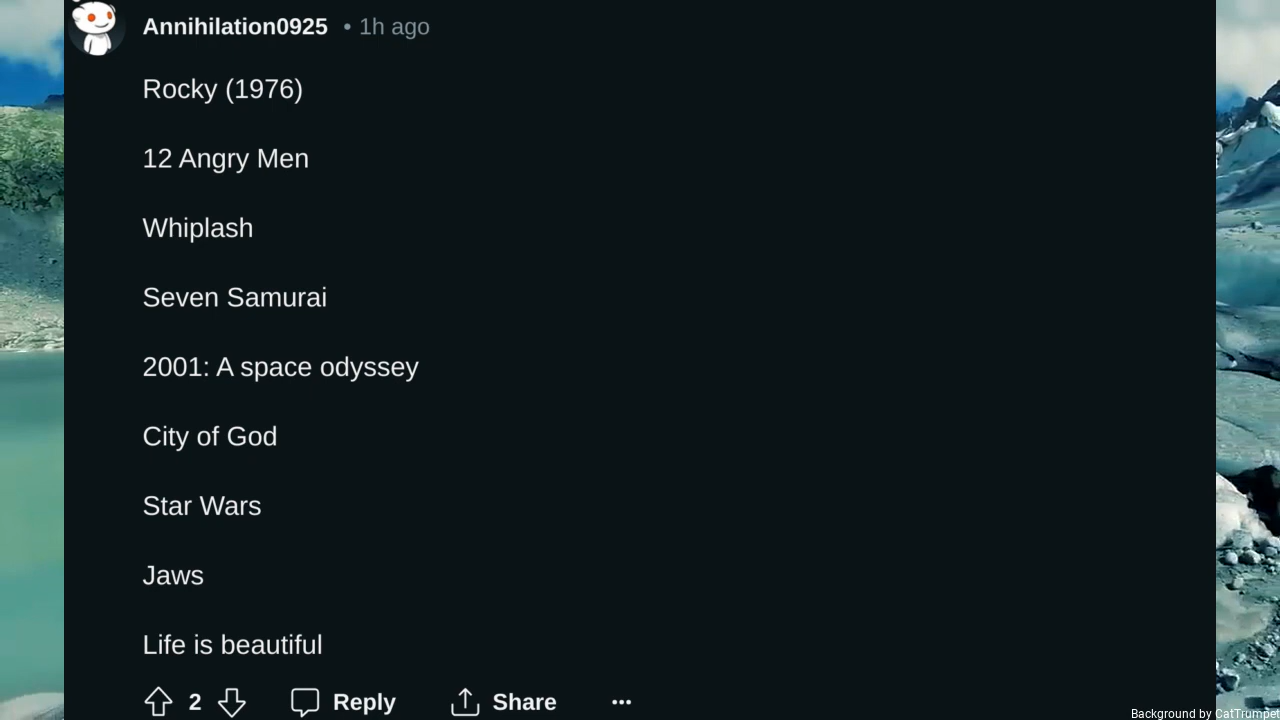 Annihilation0925 • 1h ago
Rocky (1976)
12 Angry Men
Whiplash
Seven Samurai
2001: A space odyssey
City of God
Star Wars
Jaws
Life is beautiful
2 Reply Share ...
Background by CatTrumpet